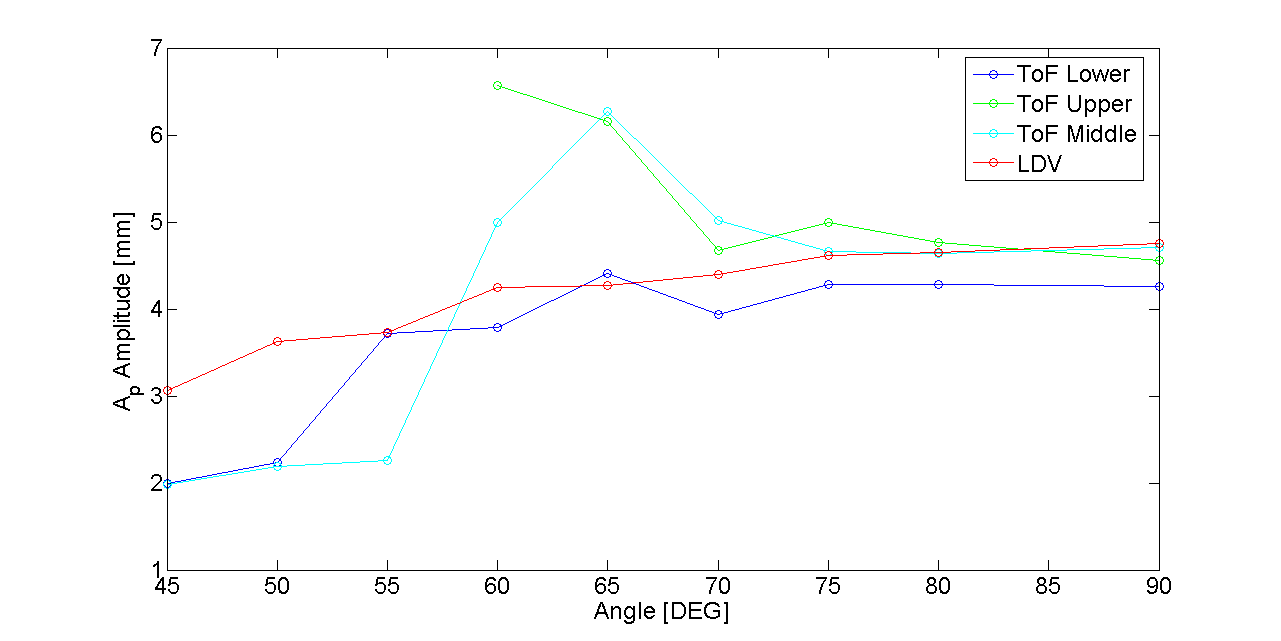 7
6
5
4
3
2
1
45 50 55 60 65 70 75 80 85 90
Angle [DEG]
Ap Amplitude [mm]
ToF Lower
ToF Upper
ToF Middle
LDV